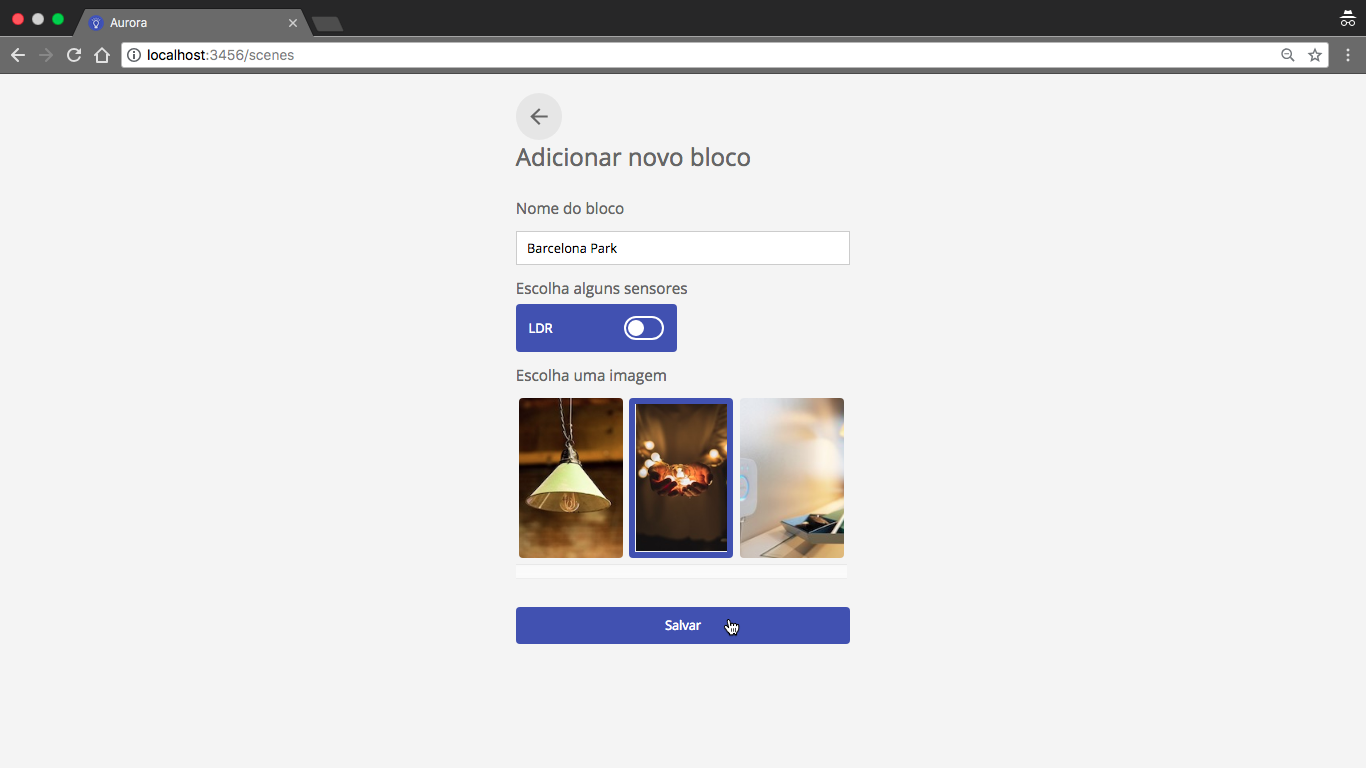 Aurora
localhost:3456/scenes
Adicionar novo bloco
Nome do bloco
Barcelona Park
Escolha alguns sensores
LDR
Escolha uma imagem
Salvar